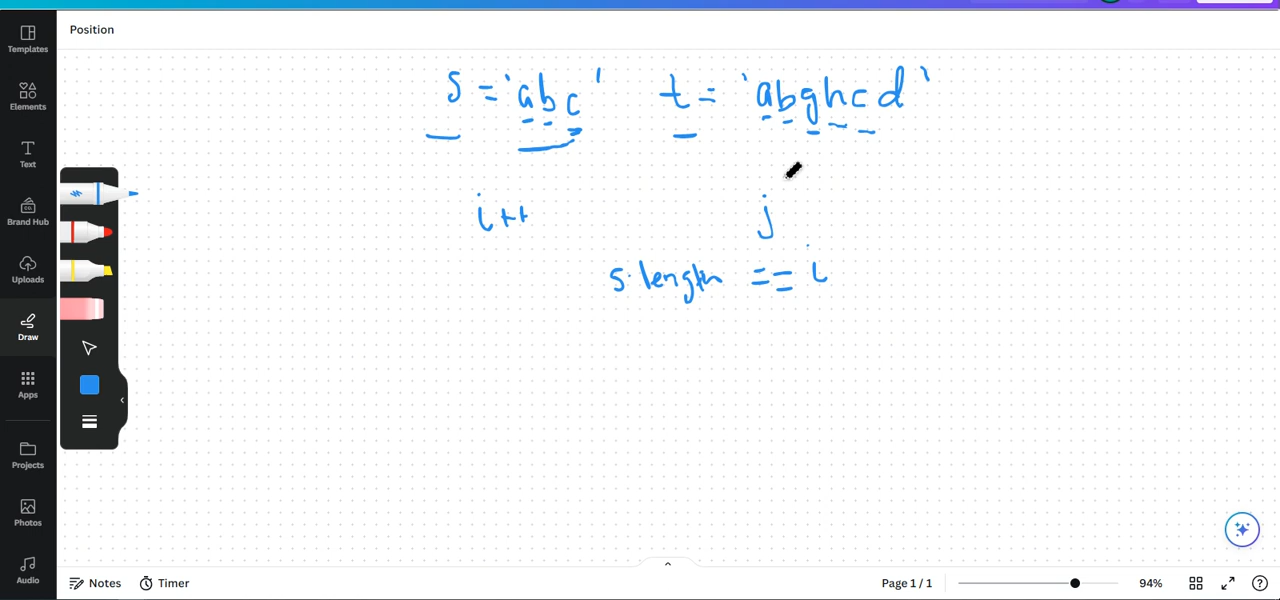 Position
Templates
Elements
Text
Brand Hub
Uploads
Draw
Apps
Projects
Photos
Audio
s = 'abc' t = 'abghcd'
i++ j
s.length == i
Notes Timer Page 1 / 1 94%